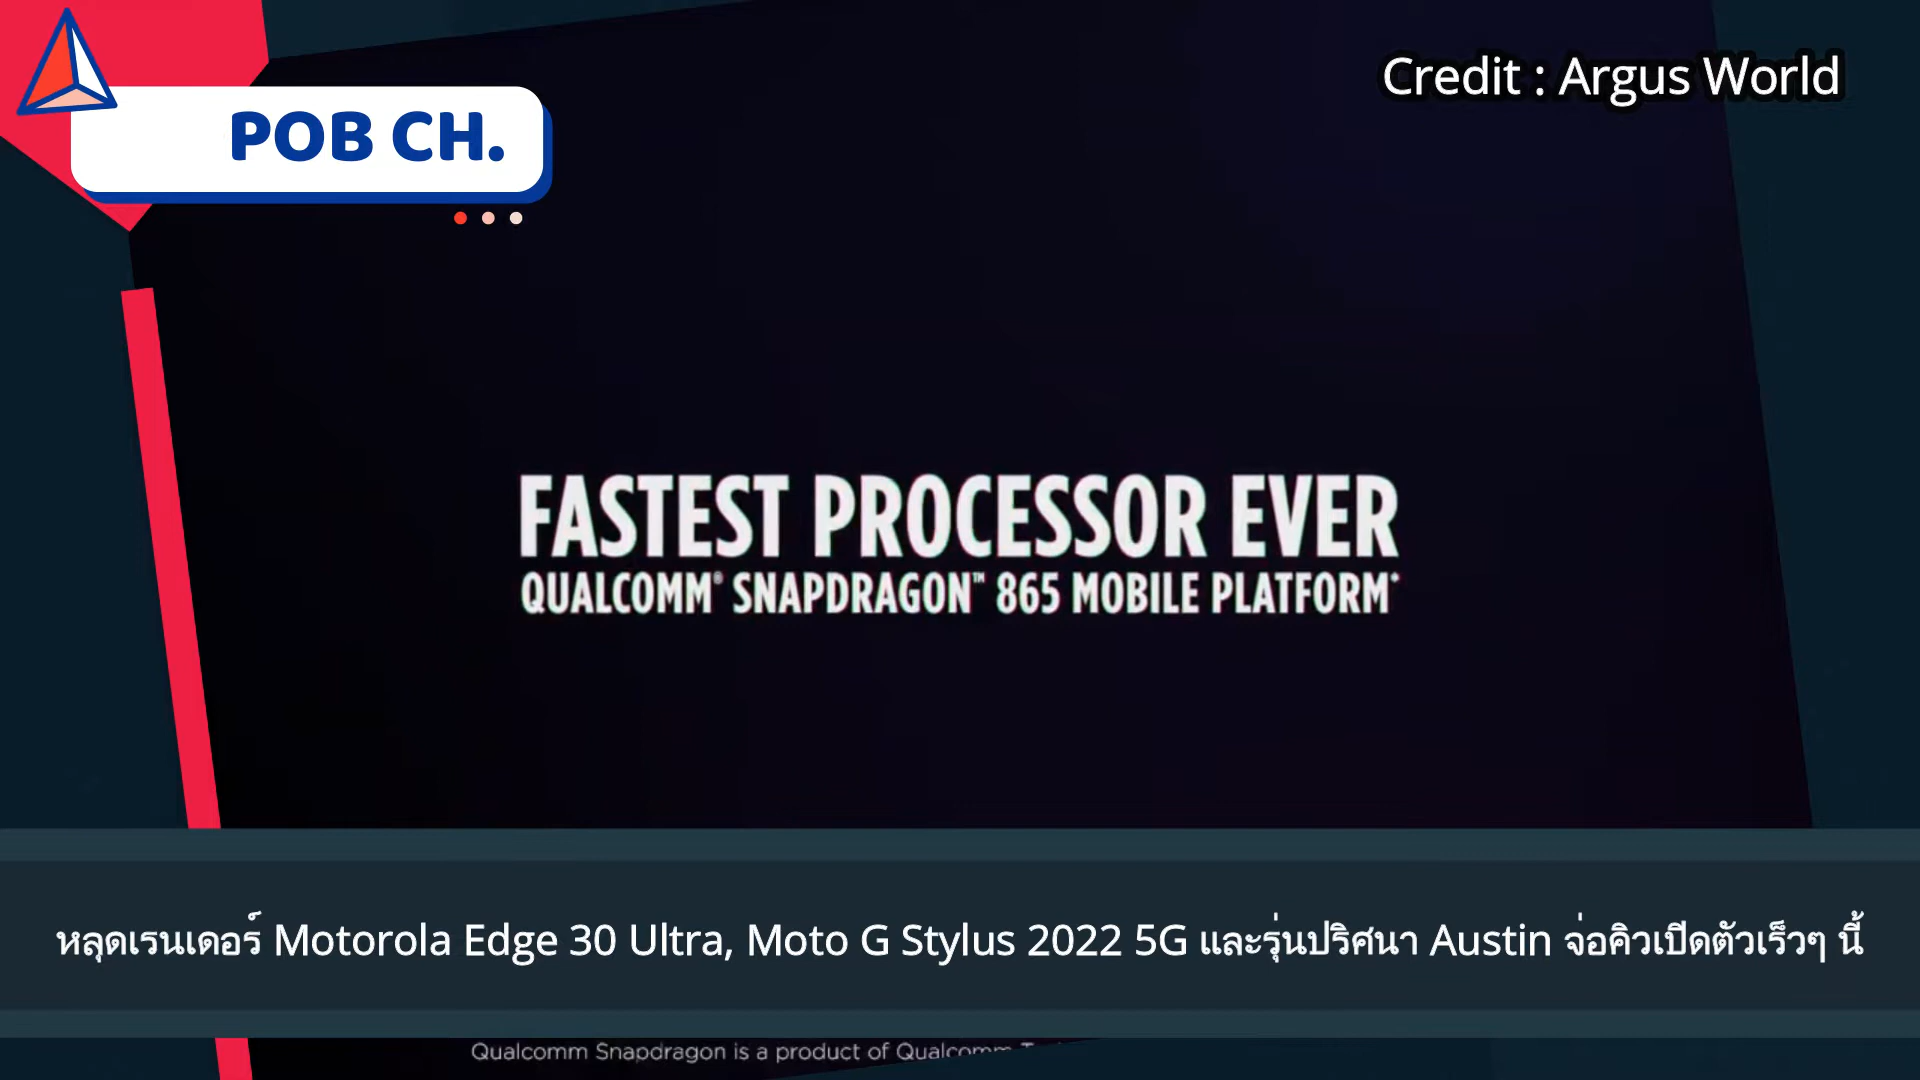 Credit : Argus World
POB CH.
FASTEST PROCESSOR EVER
QUALCOMM® SNAPDRAGON™ 865 MOBILE PLATFORM*
หลุดเรนเดอร์ Motorola Edge 30 Ultra, Moto G Stylus 2022 5G และรุ่นปริศนา Austin จ่อคิวเปิดตัวเร็วๆ นี้
Qualcomm Snapdragon is a product of Qualcomm